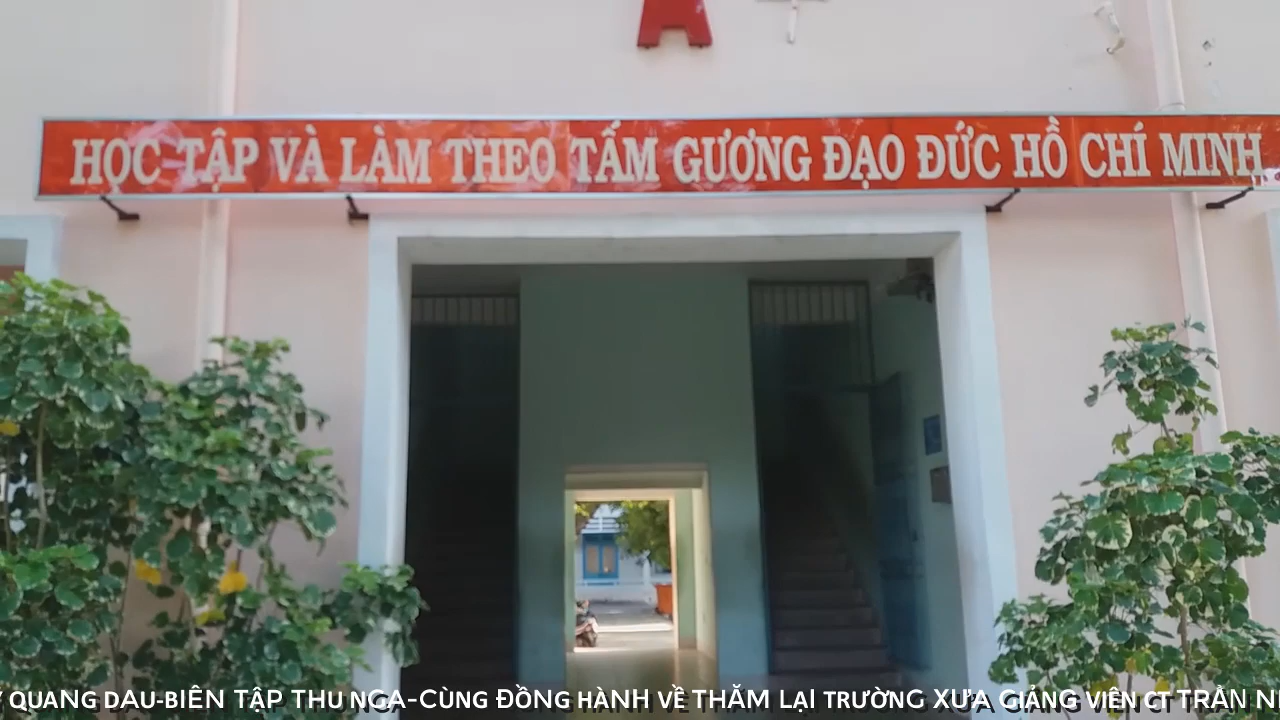 A
HỌC TẬP VÀ LÀM THEO TẤM GƯƠNG ĐẠO ĐỨC HỒ CHÍ MINH
QUANG DAU-BIÊN TẬP THU NGA-CÙNG ĐỒNG HÀNH VỀ THĂM LẠI TRƯỜNG XƯA GIẢNG VIÊN CT TRẦN